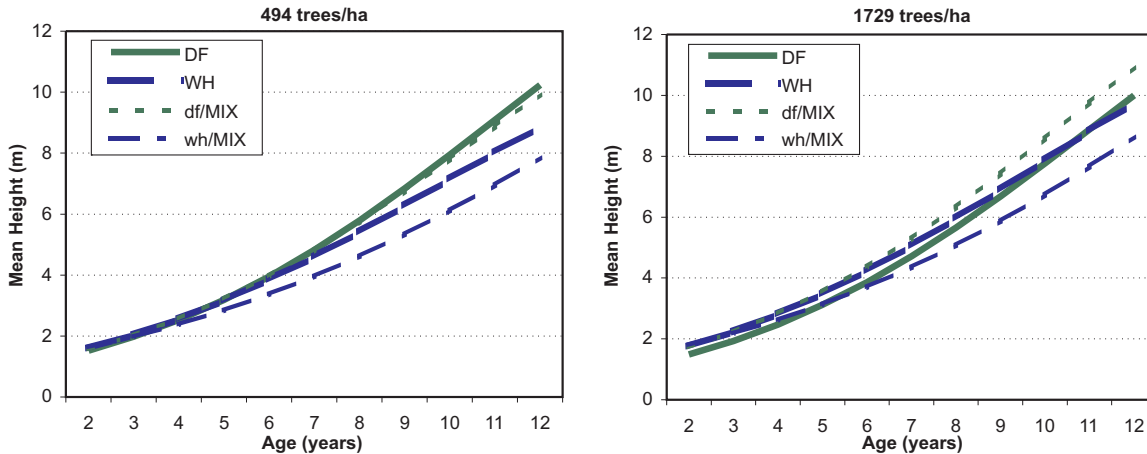 494 trees/ha
12
10
8
6
4
2
0
Mean Height (m)
DF
WH
df/MIX
wh/MIX
2 3 4 5 6 7 8 9 10 11 12
Age (years)
1729 trees/ha
12
10
8
6
4
2
0
Mean Height (m)
DF
WH
df/MIX
wh/MIX
2 3 4 5 6 7 8 9 10 11 12
Age (years)